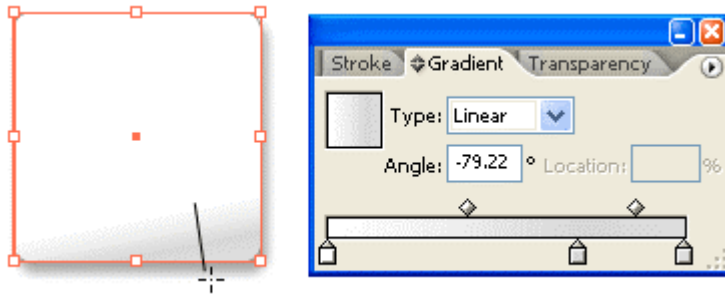 Stroke Gradient Transparency
Type: Linear
Angle: -79.22 ° Location: %